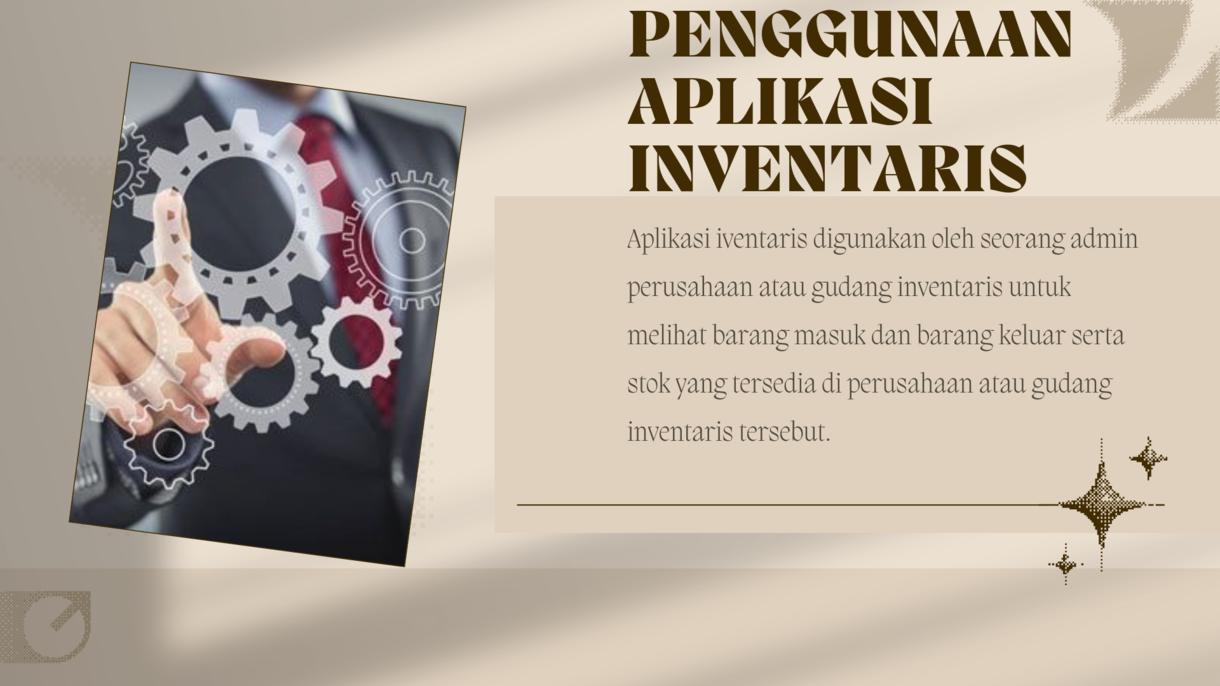 PENGGUNAAN
APLIKASI
INVENTARIS
Aplikasi iventaris digunakan oleh seorang admin
perusahaan atau gudang inventaris untuk
melihat barang masuk dan barang keluar serta
stok yang tersedia di perusahaan atau gudang
inventaris tersebut.